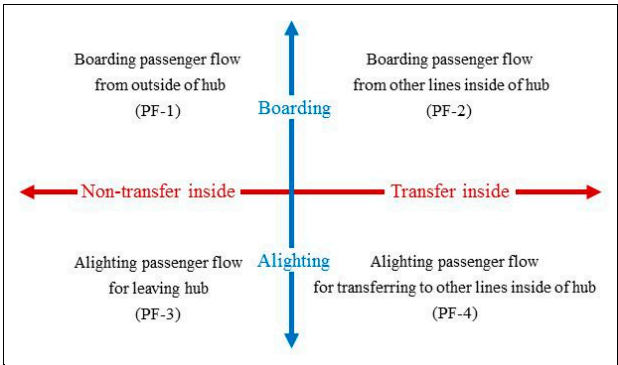 Boarding passenger flow
from outside of hub
(PF-1)
Boarding
Boarding passenger flow
from other lines inside of hub
(PF-2)
Non-transfer inside
Transfer inside
Alighting passenger flow
for leaving hub
(PF-3)
Alighting
Alighting passenger flow
for transferring to other lines inside of hub
(PF-4)